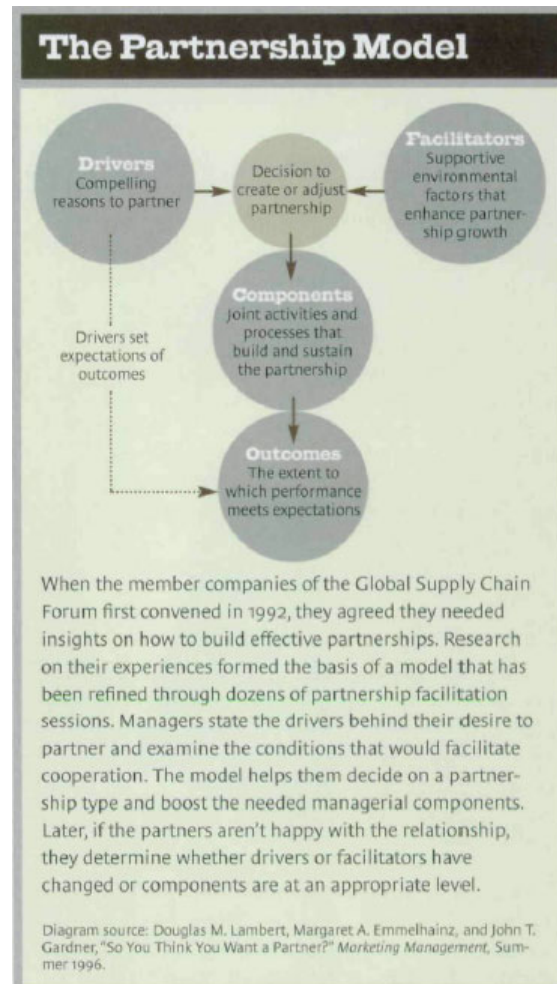 The Partnership Model
Drivers
Compelling
reasons to partner
Decision to
create or adjust
partnership
Facilitators
Supportive
environmental
factors that
enhance partner-
ship growth
Components
Joint activities and
processes that
build and sustain
the partnership
Drivers set
expectations of
outcomes
Outcomes
The extent to
which performance
meets expectations
When the member companies of the Global Supply Chain
Forum first convened in 1992, they agreed they needed
insights on how to build effective partnerships. Research
on their experiences formed the basis of a model that has
been refined through dozens of partnership facilitation
sessions. Managers state the drivers behind their desire to
partner and examine the conditions that would facilitate
cooperation. The model helps them decide on a partner-
ship type and boost the needed managerial components.
Later, if the partners aren't happy with the relationship,
they determine whether drivers or facilitators have
changed or components are at an appropriate level.
Diagram source: Douglas M. Lambert, Margaret A. Emmelhainz, and John T.
Gardner, "So You Think You Want a Partner?" Marketing Management, Sum-
mer 1996.